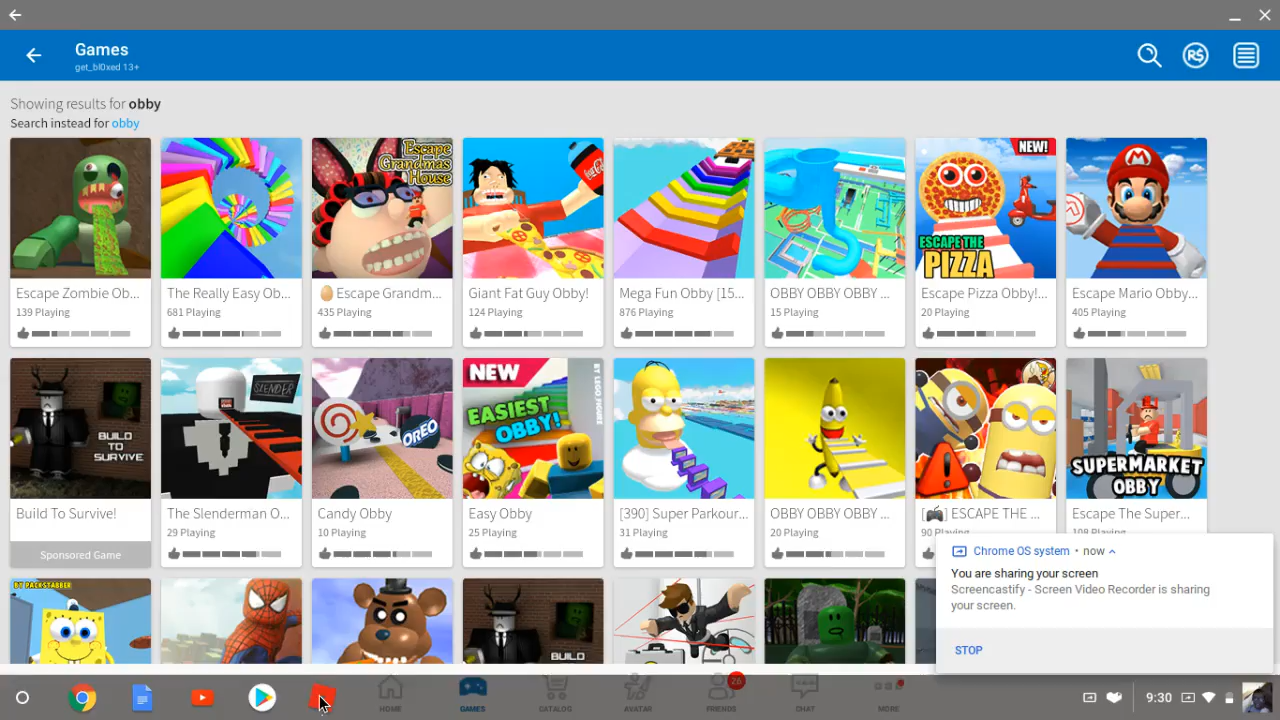 Games
get_bl0xed 13+
R$
Showing results for obby
Search instead for obby
Escape
Grandmas
House
NEW!
ESCAPE THE
PIZZA
Escape Zombie Ob...
The Really Easy Ob...
Escape Grandm...
Giant Fat Guy Obby!
Mega Fun Obby [15...
OBBY OBBY OBBY ...
Escape Pizza Obby!...
Escape Mario Obby...
139 Playing
681 Playing
435 Playing
124 Playing
876 Playing
15 Playing
20 Playing
405 Playing
BUILD
TO
SURVIVE
SLENDER
OREO
NEW
EASIEST
OBBY!
BY LEGO FIGURE
SUPERMARKET
OBBY
Build To Survive!
The Slenderman O...
Candy Obby
Easy Obby
[390] Super Parkour...
OBBY OBBY OBBY ...
[🎮] ESCAPE THE ...
Escape The Super...
29 Playing
10 Playing
25 Playing
31 Playing
20 Playing
90 Playing
108 Playing
Sponsored Game
BY PACKSTABBER
BUILD
Chrome OS system • now
You are sharing your screen
Screencastify - Screen Video Recorder is sharing
your screen.
STOP
HOME
GAMES
CATALOG
AVATAR
FRIENDS
26
CHAT
MORE
9:30